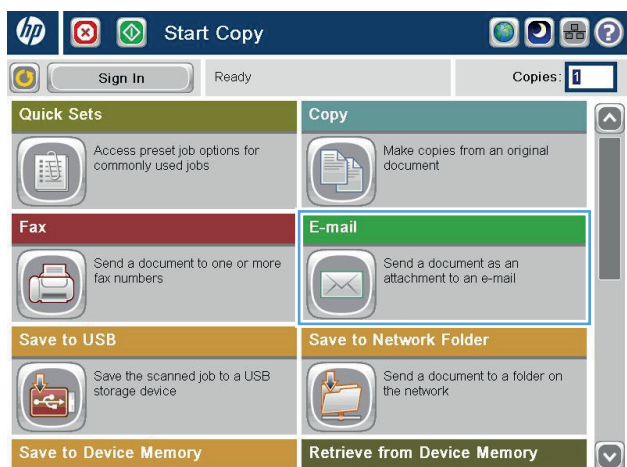 hp
Start Copy
?
Sign In
Ready
Copies: 1
Quick Sets
Access preset job options for
commonly used jobs
Copy
Make copies from an original
document
Fax
Send a document to one or more
fax numbers
E-mail
Send a document as an
attachment to an e-mail
Save to USB
Save the scanned job to a USB
storage device
Save to Network Folder
Send a document to a folder on
the network
Save to Device Memory
Retrieve from Device Memory